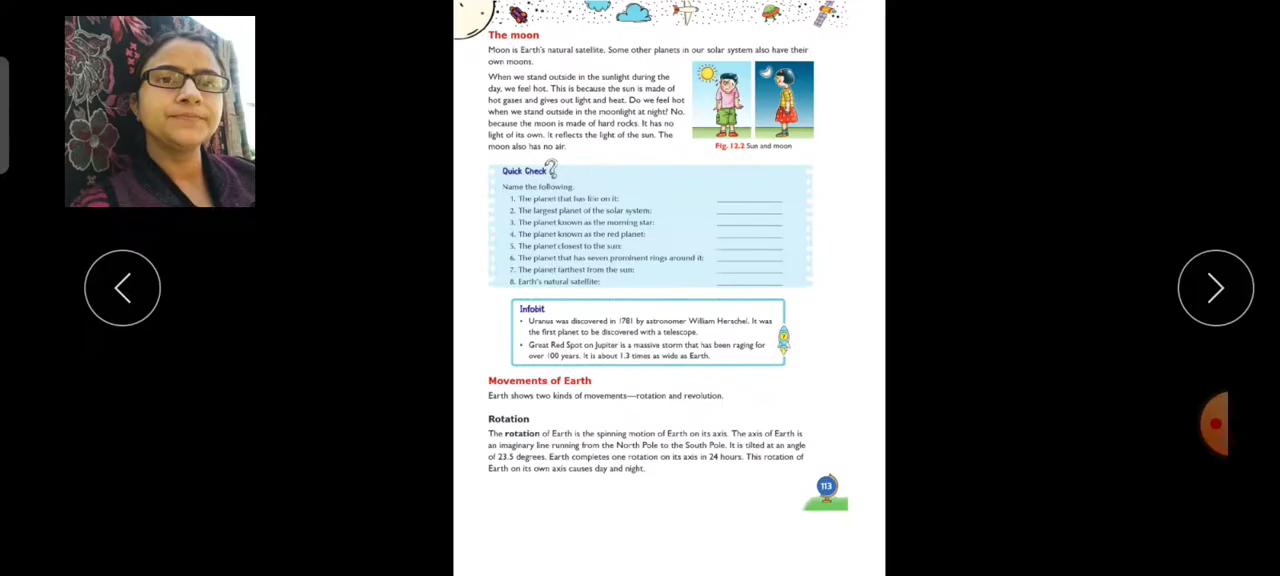 The moon
Moon is Earth's natural satellite. Some other planets in our solar system also have their
own moons.
When we stand outside in the sunlight during the
day, we feel hot. This is because the sun is made of
hot gases and gives out light and heat. Do we feel hot
when we stand outside in the moonlight at night? No.
because the moon is made of hard rocks. It has no
light of its own. It reflects the light of the sun. The
moon also has no air.
Fig. 12.2 Sun and moon
Quick Check
Name the following.
1. The planet that has life on it:
2. The largest planet of the solar system:
3. The planet known as the morning star:
4. The planet known as the red planet:
5. The planet closest to the sun:
6. The planet that has seven prominent rings around it:
7. The planet farthest from the sun:
8. Earth's natural satellite:
Infobit
• Uranus was discovered in 1781 by astronomer William Herschel. It was
the first planet to be discovered with a telescope.
• Great Red Spot on Jupiter is a massive storm that has been raging for
over 100 years. It is about 1.3 times as wide as Earth.
Movements of Earth
Earth shows two kinds of movements—rotation and revolution.
Rotation
The rotation of Earth is the spinning motion of Earth on its axis. The axis of Earth is
an imaginary line running from the North Pole to the South Pole. It is tilted at an angle
of 23.5 degrees. Earth completes one rotation on its axis in 24 hours. This rotation of
Earth on its own axis causes day and night.
113